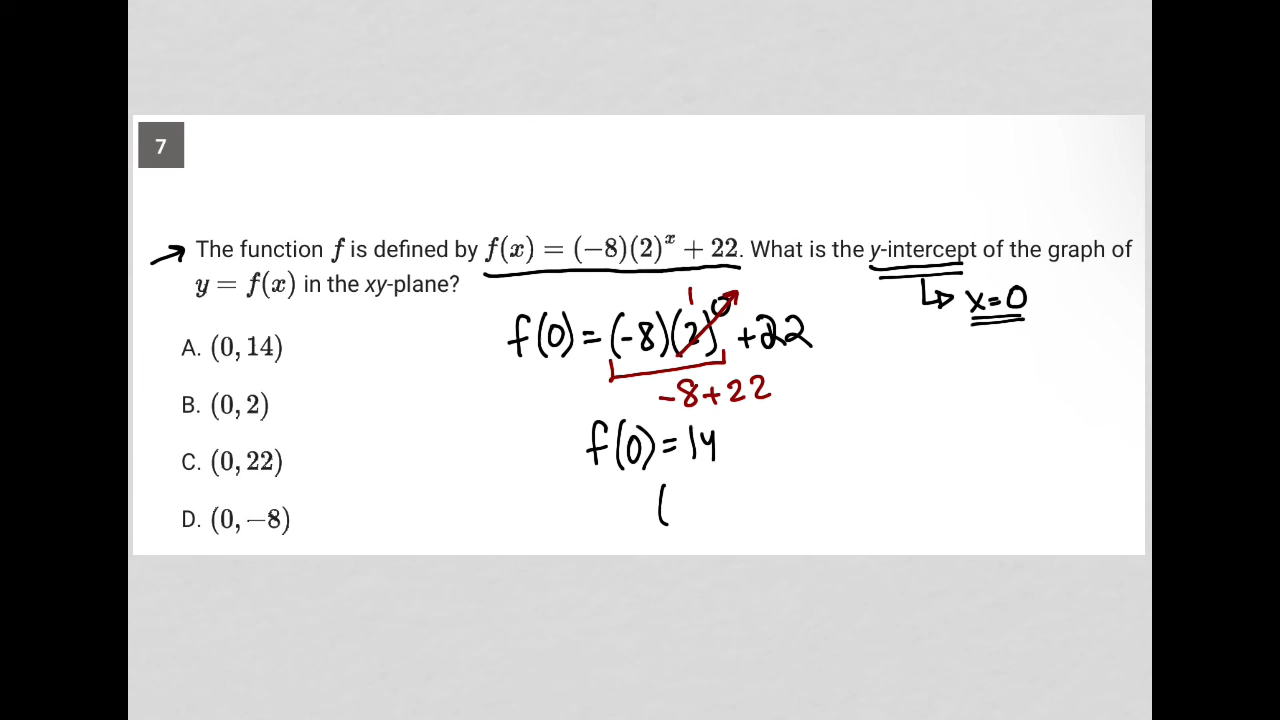 7
The function f is defined by f(x) = (−8)(2)^x + 22. What is the y-intercept of the graph of
y = f(x) in the xy-plane?
x=0
f(0) = (-8)(2)^0 +22
1
A. (0, 14)
-8+22
B. (0, 2)
f(0)=14
C. (0, 22)
(
D. (0, −8)